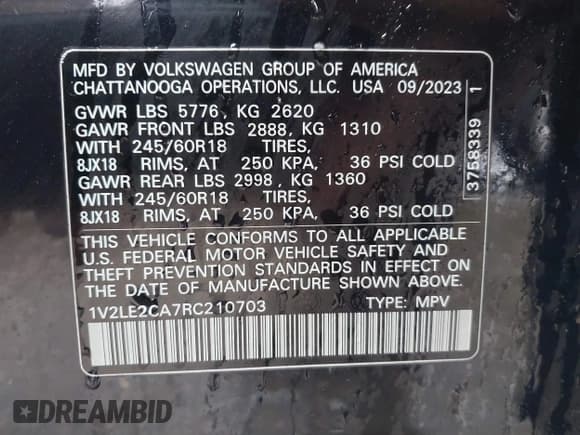 MFD BY VOLKSWAGEN GROUP OF AMERICA
CHATTANOOGA OPERATIONS, LLC. USA 09/2023
GVWR LBS 5776, KG 2620
GAWR FRONT LBS 2888, KG 1310
WITH 245/60R18 TIRES,
8JX18 RIMS, AT 250 KPA, 36 PSI COLD
GAWR REAR LBS 2998 , KG 1360
WITH 245/60R18 TIRES,
8JX18 RIMS, AT 250 KPA, 36 PSI COLD
THIS VEHICLE CONFORMS TO ALL APPLICABLE
U.S. FEDERAL MOTOR VEHICLE SAFETY AND
THEFT PREVENTION STANDARDS IN EFFECT ON
THE DATE OF MANUFACTURE SHOWN ABOVE.
1V2LE2CA7RC210703 TYPE: MPV
3758339 1
DREAMBID